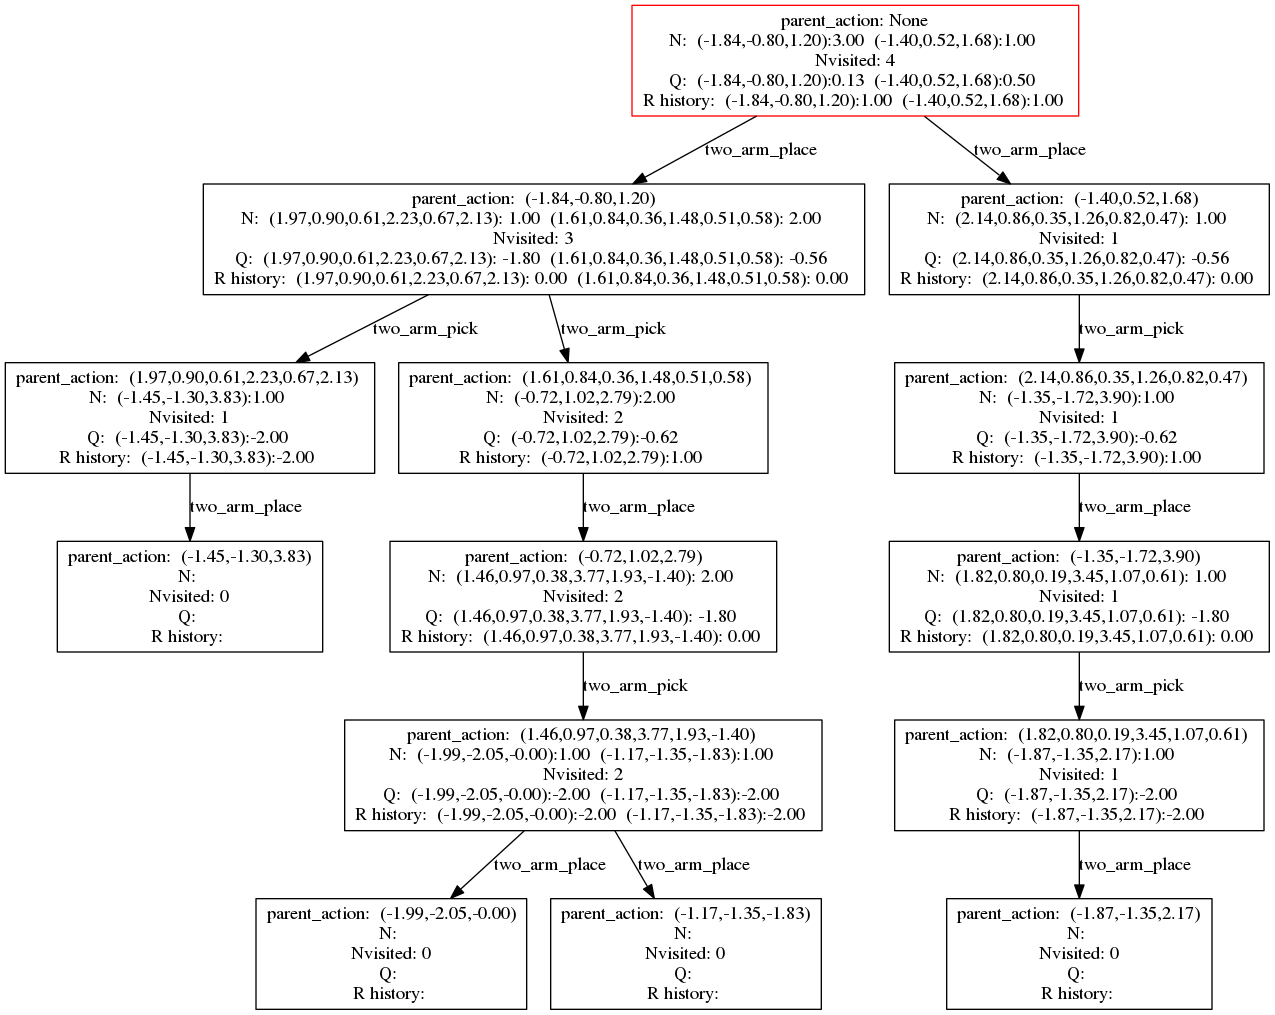 parent_action: None
N: (-1.84,-0.80,1.20):3.00 (-1.40,0.52,1.68):1.00
Nvisited: 4
Q: (-1.84,-0.80,1.20):0.13 (-1.40,0.52,1.68):0.50
R history: (-1.84,-0.80,1.20):1.00 (-1.40,0.52,1.68):1.00
two_arm_place
two_arm_place
parent_action: (-1.84,-0.80,1.20)
N: (1.97,0.90,0.61,2.23,0.67,2.13): 1.00 (1.61,0.84,0.36,1.48,0.51,0.58): 2.00
Nvisited: 3
Q: (1.97,0.90,0.61,2.23,0.67,2.13): -1.80 (1.61,0.84,0.36,1.48,0.51,0.58): -0.56
R history: (1.97,0.90,0.61,2.23,0.67,2.13): 0.00 (1.61,0.84,0.36,1.48,0.51,0.58): 0.00
parent_action: (-1.40,0.52,1.68)
N: (2.14,0.86,0.35,1.26,0.82,0.47): 1.00
Nvisited: 1
Q: (2.14,0.86,0.35,1.26,0.82,0.47): -0.56
R history: (2.14,0.86,0.35,1.26,0.82,0.47): 0.00
two_arm_pick
two_arm_pick
two_arm_pick
parent_action: (1.97,0.90,0.61,2.23,0.67,2.13)
N: (-1.45,-1.30,3.83):1.00
Nvisited: 1
Q: (-1.45,-1.30,3.83):-2.00
R history: (-1.45,-1.30,3.83):-2.00
parent_action: (1.61,0.84,0.36,1.48,0.51,0.58)
N: (-0.72,1.02,2.79):2.00
Nvisited: 2
Q: (-0.72,1.02,2.79):-0.62
R history: (-0.72,1.02,2.79):1.00
parent_action: (2.14,0.86,0.35,1.26,0.82,0.47)
N: (-1.35,-1.72,3.90):1.00
Nvisited: 1
Q: (-1.35,-1.72,3.90):-0.62
R history: (-1.35,-1.72,3.90):1.00
two_arm_place
two_arm_place
two_arm_place
parent_action: (-1.45,-1.30,3.83)
N:
Nvisited: 0
Q:
R history:
parent_action: (-0.72,1.02,2.79)
N: (1.46,0.97,0.38,3.77,1.93,-1.40): 2.00
Nvisited: 2
Q: (1.46,0.97,0.38,3.77,1.93,-1.40): -1.80
R history: (1.46,0.97,0.38,3.77,1.93,-1.40): 0.00
parent_action: (-1.35,-1.72,3.90)
N: (1.82,0.80,0.19,3.45,1.07,0.61): 1.00
Nvisited: 1
Q: (1.82,0.80,0.19,3.45,1.07,0.61): -1.80
R history: (1.82,0.80,0.19,3.45,1.07,0.61): 0.00
two_arm_pick
two_arm_pick
parent_action: (1.46,0.97,0.38,3.77,1.93,-1.40)
N: (-1.99,-2.05,-0.00):1.00 (-1.17,-1.35,-1.83):1.00
Nvisited: 2
Q: (-1.99,-2.05,-0.00):-2.00 (-1.17,-1.35,-1.83):-2.00
R history: (-1.99,-2.05,-0.00):-2.00 (-1.17,-1.35,-1.83):-2.00
parent_action: (1.82,0.80,0.19,3.45,1.07,0.61)
N: (-1.87,-1.35,2.17):1.00
Nvisited: 1
Q: (-1.87,-1.35,2.17):-2.00
R history: (-1.87,-1.35,2.17):-2.00
two_arm_place
two_arm_place
two_arm_place
parent_action: (-1.99,-2.05,-0.00)
N:
Nvisited: 0
Q:
R history:
parent_action: (-1.17,-1.35,-1.83)
N:
Nvisited: 0
Q:
R history:
parent_action: (-1.87,-1.35,2.17)
N:
Nvisited: 0
Q:
R history: